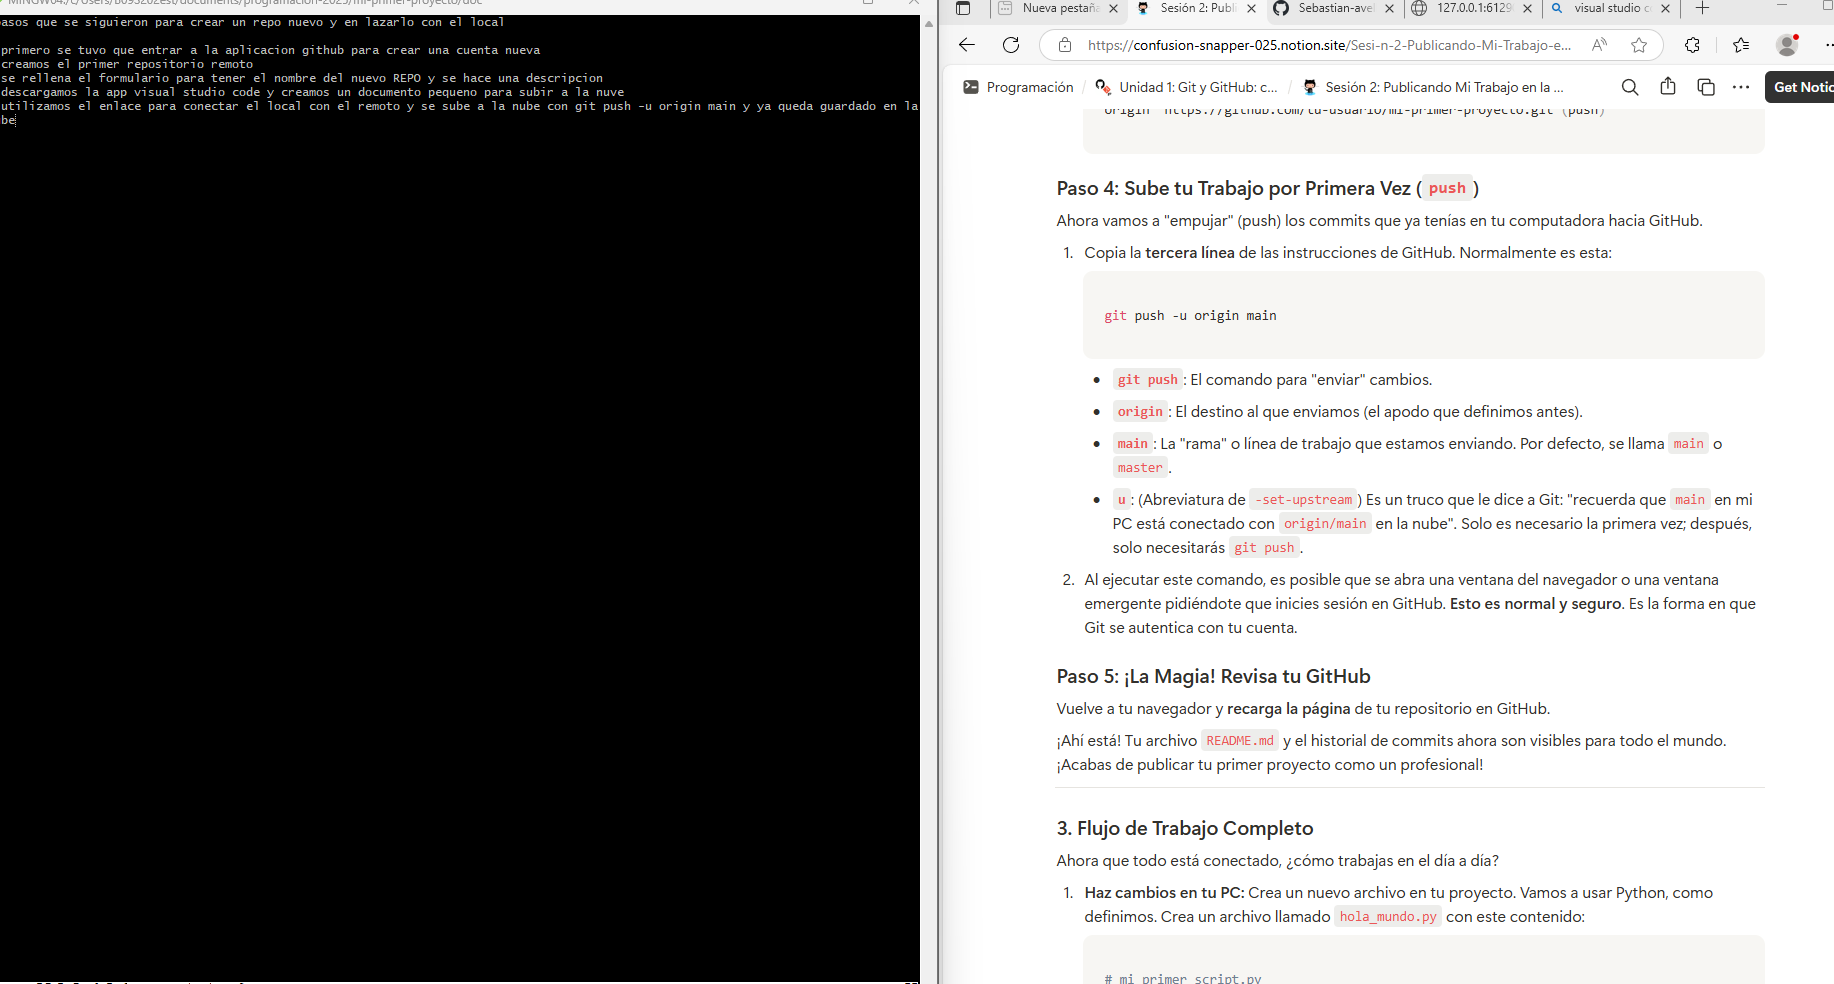 MINGW64:/c/Users/B095202est/documents/programacion-2025/mi-primer-proyecto/doc
pasos que se siguieron para crear un repo nuevo y en lazarlo con el local
primero se tuvo que entrar a la aplicacion github para crear una cuenta nueva
creamos el primer repositorio remoto
se rellena el formulario para tener el nombre del nuevo REPO y se hace una descripcion
descargamos la app visual studio code y creamos un documento pequeno para subir a la nuve
utilizamos el enlace para conectar el local con el remoto y se sube a la nube con git push -u origin main y ya queda guardado en la
be
Nueva pestaña
Sesión 2: Publi
Sebastian-avel
127.0.0.1:6129
visual studio c
https://confusion-snapper-025.notion.site/Sesi-n-2-Publicando-Mi-Trabajo-e...
Programación / Unidad 1: Git y GitHub: c... / Sesión 2: Publicando Mi Trabajo en la ...
Get Notic
origin https://github.com/tu-usuario/mi-primer-proyecto.git (push)
Paso 4: Sube tu Trabajo por Primera Vez (push)
Ahora vamos a "empujar" (push) los commits que ya tenías en tu computadora hacia GitHub.
1. Copia la tercera línea de las instrucciones de GitHub. Normalmente es esta:
git push -u origin main
• git push: El comando para "enviar" cambios.
• origin: El destino al que enviamos (el apodo que definimos antes).
• main: La "rama" o línea de trabajo que estamos enviando. Por defecto, se llama main o
master.
• u: (Abreviatura de -set-upstream) Es un truco que le dice a Git: "recuerda que main en mi
PC está conectado con origin/main en la nube". Solo es necesario la primera vez; después,
solo necesitarás git push.
2. Al ejecutar este comando, es posible que se abra una ventana del navegador o una ventana
emergente pidiéndote que inicies sesión en GitHub. Esto es normal y seguro. Es la forma en que
Git se autentica con tu cuenta.
Paso 5: ¡La Magia! Revisa tu GitHub
Vuelve a tu navegador y recarga la página de tu repositorio en GitHub.
¡Ahí está! Tu archivo README.md y el historial de commits ahora son visibles para todo el mundo.
¡Acabas de publicar tu primer proyecto como un profesional!
3. Flujo de Trabajo Completo
Ahora que todo está conectado, ¿cómo trabajas en el día a día?
1. Haz cambios en tu PC: Crea un nuevo archivo en tu proyecto. Vamos a usar Python, como
definimos. Crea un archivo llamado hola_mundo.py con este contenido:
# mi primer script.py